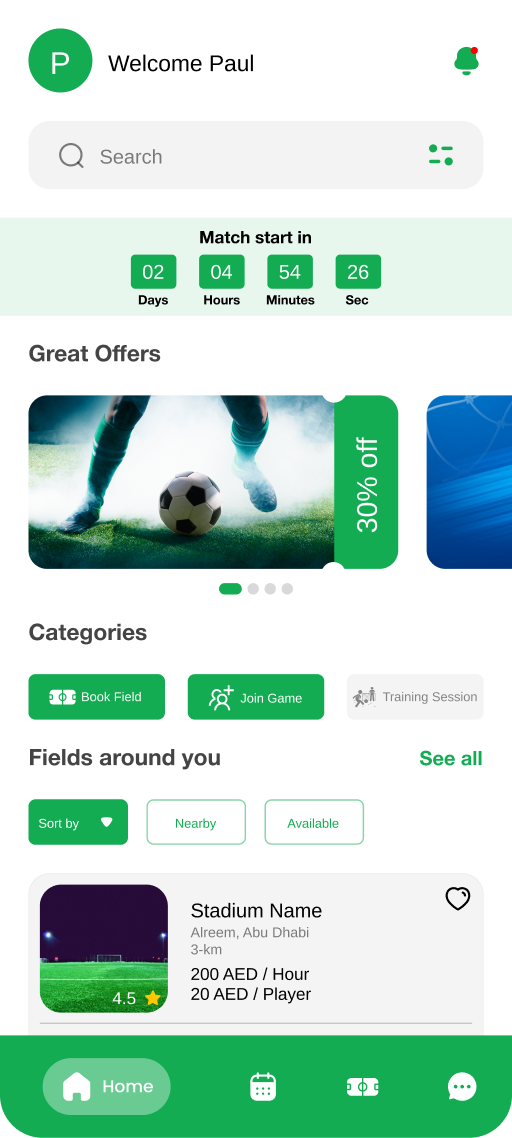 P
Welcome Paul
Search
Match start in
02 04 54 26
Days Hours Minutes Sec
Great Offers
30% off
Categories
Book Field Join Game Training Session
Fields around you See all
Sort by Nearby Available
Stadium Name
Alreem, Abu Dhabi
3-km
200 AED / Hour
20 AED / Player
4.5
Home